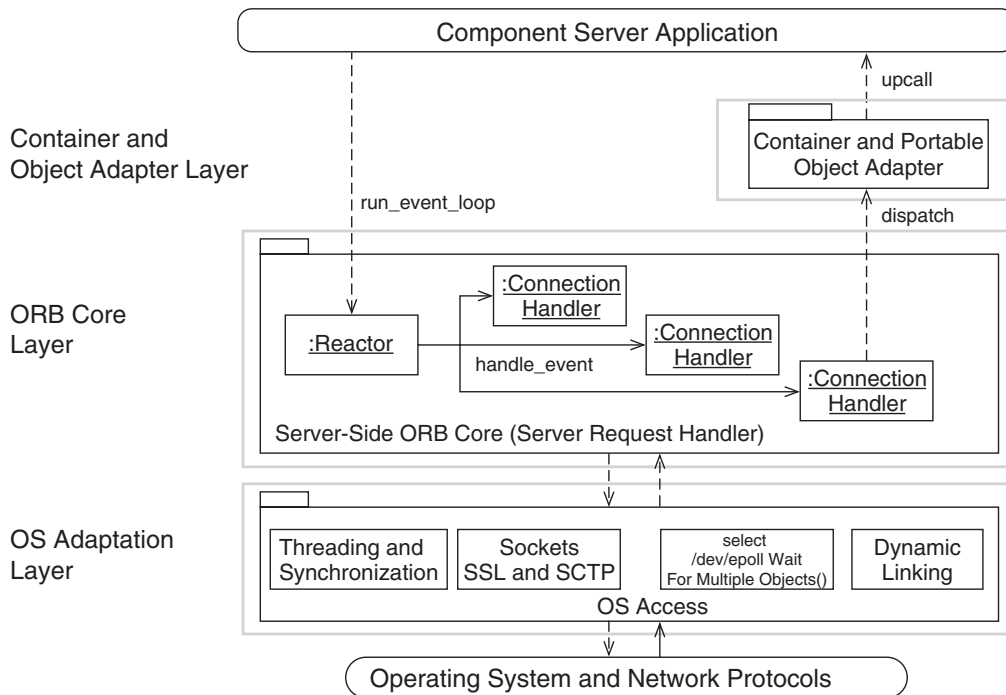 Component Server Application
upcall
Container and
Object Adapter Layer
Container and Portable
Object Adapter
run_event_loop
dispatch
ORB Core
Layer
:Reactor
:Connection
Handler
:Connection
Handler
handle_event
:Connection
Handler
Server-Side ORB Core (Server Request Handler)
OS Adaptation
Layer
Threading and
Synchronization
Sockets
SSL and SCTP
select
/dev/epoll Wait
For Multiple Objects()
Dynamic
Linking
OS Access
Operating System and Network Protocols